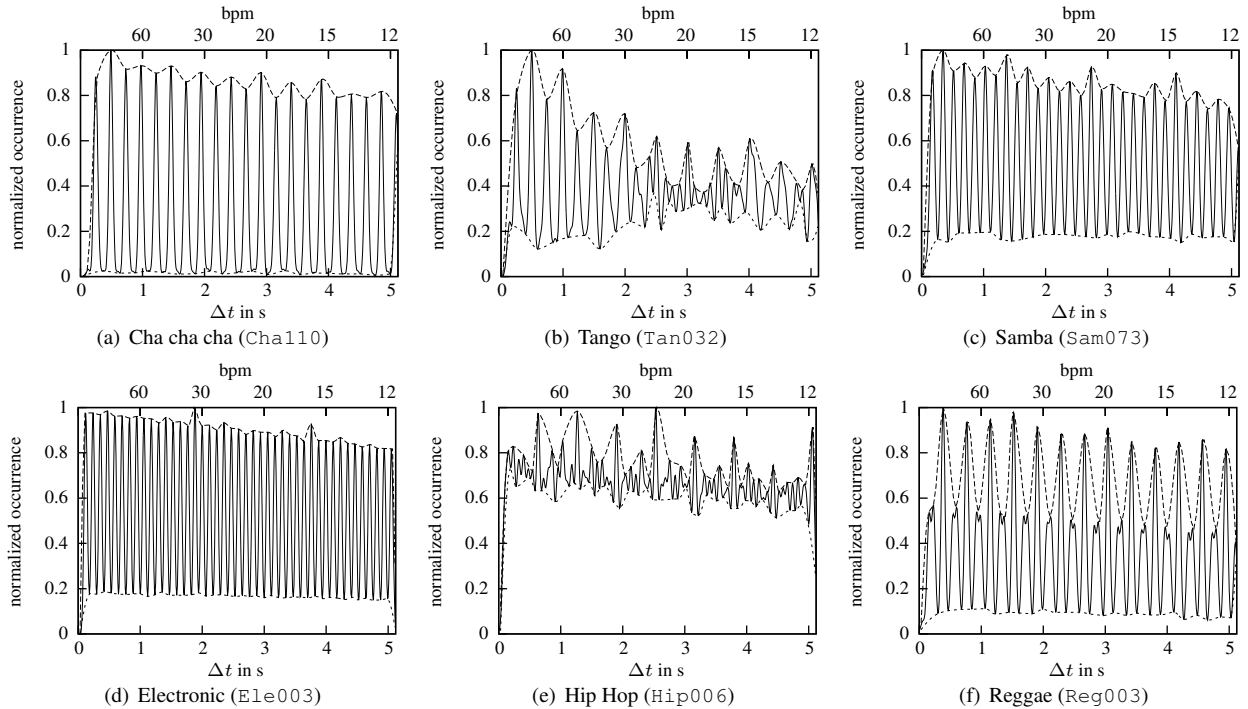 bpm
60 30 20 15 12
normalized occurrence
1
0.8
0.6
0.4
0.2
0
0 1 2 3 4 5
Δt in s
(a) Cha cha cha (Cha110)
bpm
60 30 20 15 12
normalized occurrence
1
0.8
0.6
0.4
0.2
0
0 1 2 3 4 5
Δt in s
(b) Tango (Tan032)
bpm
60 30 20 15 12
normalized occurrence
1
0.8
0.6
0.4
0.2
0
0 1 2 3 4 5
Δt in s
(c) Samba (Sam073)
bpm
60 30 20 15 12
normalized occurrence
1
0.8
0.6
0.4
0.2
0
0 1 2 3 4 5
Δt in s
(d) Electronic (Ele003)
bpm
60 30 20 15 12
normalized occurrence
1
0.8
0.6
0.4
0.2
0
0 1 2 3 4 5
Δt in s
(e) Hip Hop (Hip006)
bpm
60 30 20 15 12
normalized occurrence
1
0.8
0.6
0.4
0.2
0
0 1 2 3 4 5
Δt in s
(f) Reggae (Reg003)